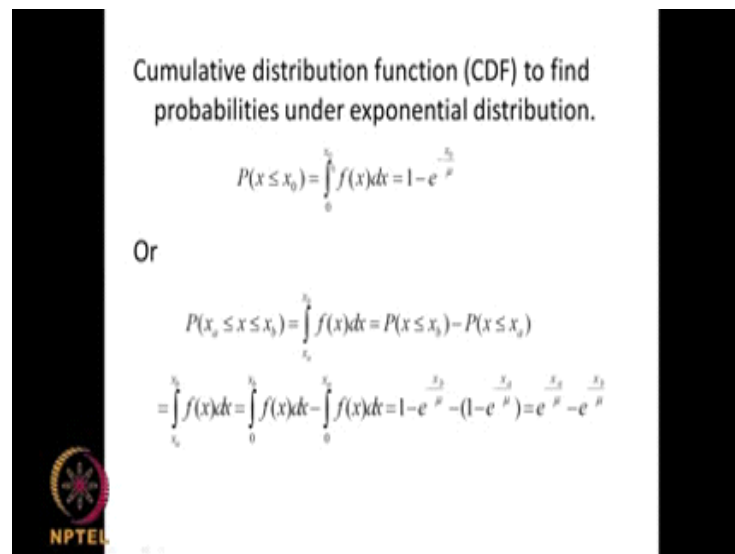 Cumulative distribution function (CDF) to find
probabilities under exponential distribution.
P(x ≤ x₀) = ∫₀^{x₀} f(x)dx = 1 − e^{−x₀/μ}
Or
P(xₐ ≤ x ≤ x_b) = ∫_{xₐ}^{x_b} f(x)dx = P(x ≤ x_b) − P(x ≤ xₐ)
= ∫_{xₐ}^{x_b} f(x)dx = ∫₀^{x_b} f(x)dx − ∫₀^{xₐ} f(x)dx = 1 − e^{−x_b/μ} − (1 − e^{−xₐ/μ}) = e^{−xₐ/μ} − e^{−x_b/μ}
NPTEL